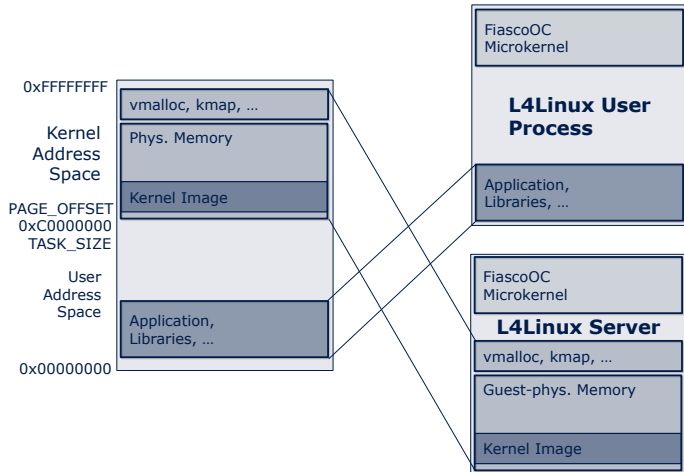 0xFFFFFFFF
Kernel
Address
Space
PAGE_OFFSET
0xC0000000
TASK_SIZE
User
Address
Space
0x00000000
vmalloc, kmap, …
Phys. Memory
Kernel Image
Application,
Libraries, …
FiascoOC
Microkernel
L4Linux User
Process
Application,
Libraries, …
FiascoOC
Microkernel
L4Linux Server
vmalloc, kmap, …
Guest-phys. Memory
Kernel Image